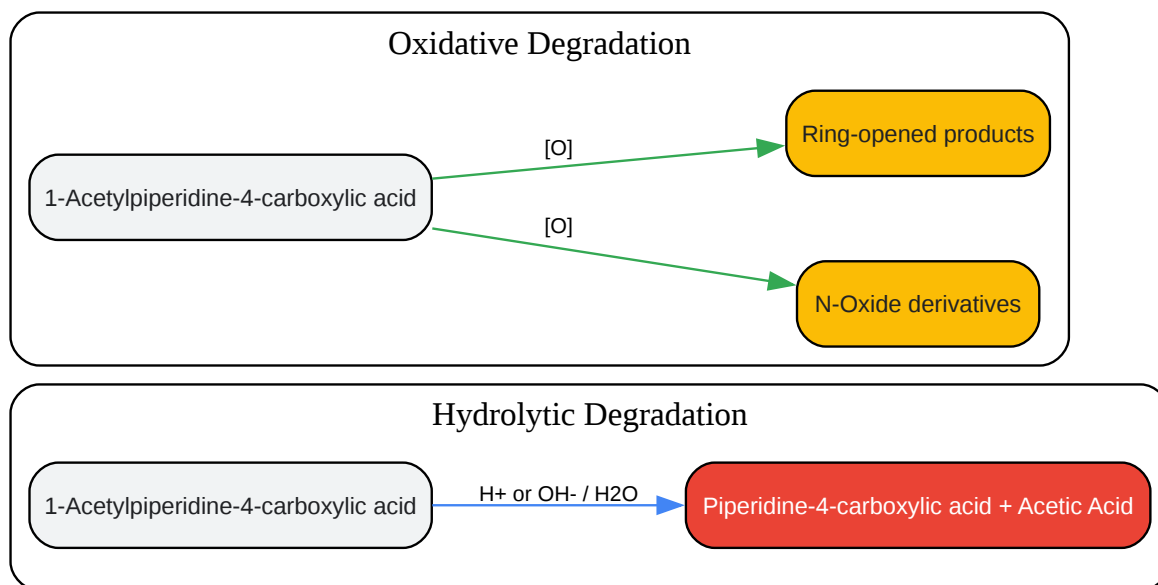 Oxidative Degradation
Ring-opened products
[O]
1-Acetylpiperidine-4-carboxylic acid
[O]
N-Oxide derivatives
Hydrolytic Degradation
1-Acetylpiperidine-4-carboxylic acid
H+ or OH- / H2O
Piperidine-4-carboxylic acid + Acetic Acid